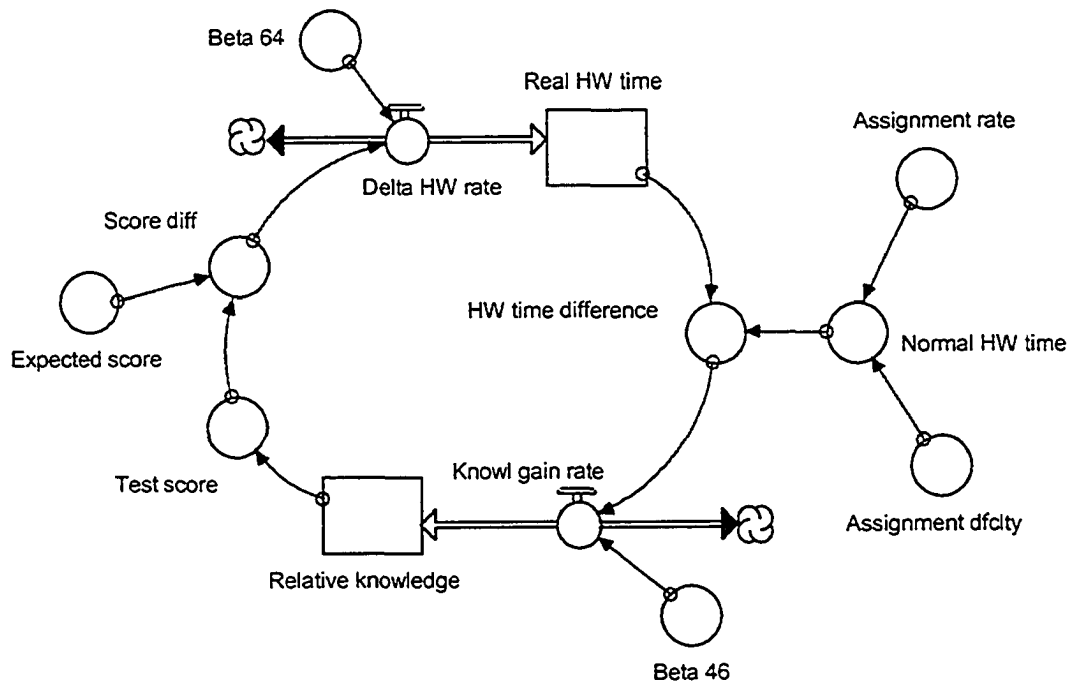 Beta 64
Real HW time
Assignment rate
Delta HW rate
Score diff
HW time difference
Normal HW time
Expected score
Knowl gain rate
Test score
Assignment dfclty
Relative knowledge
Beta 46